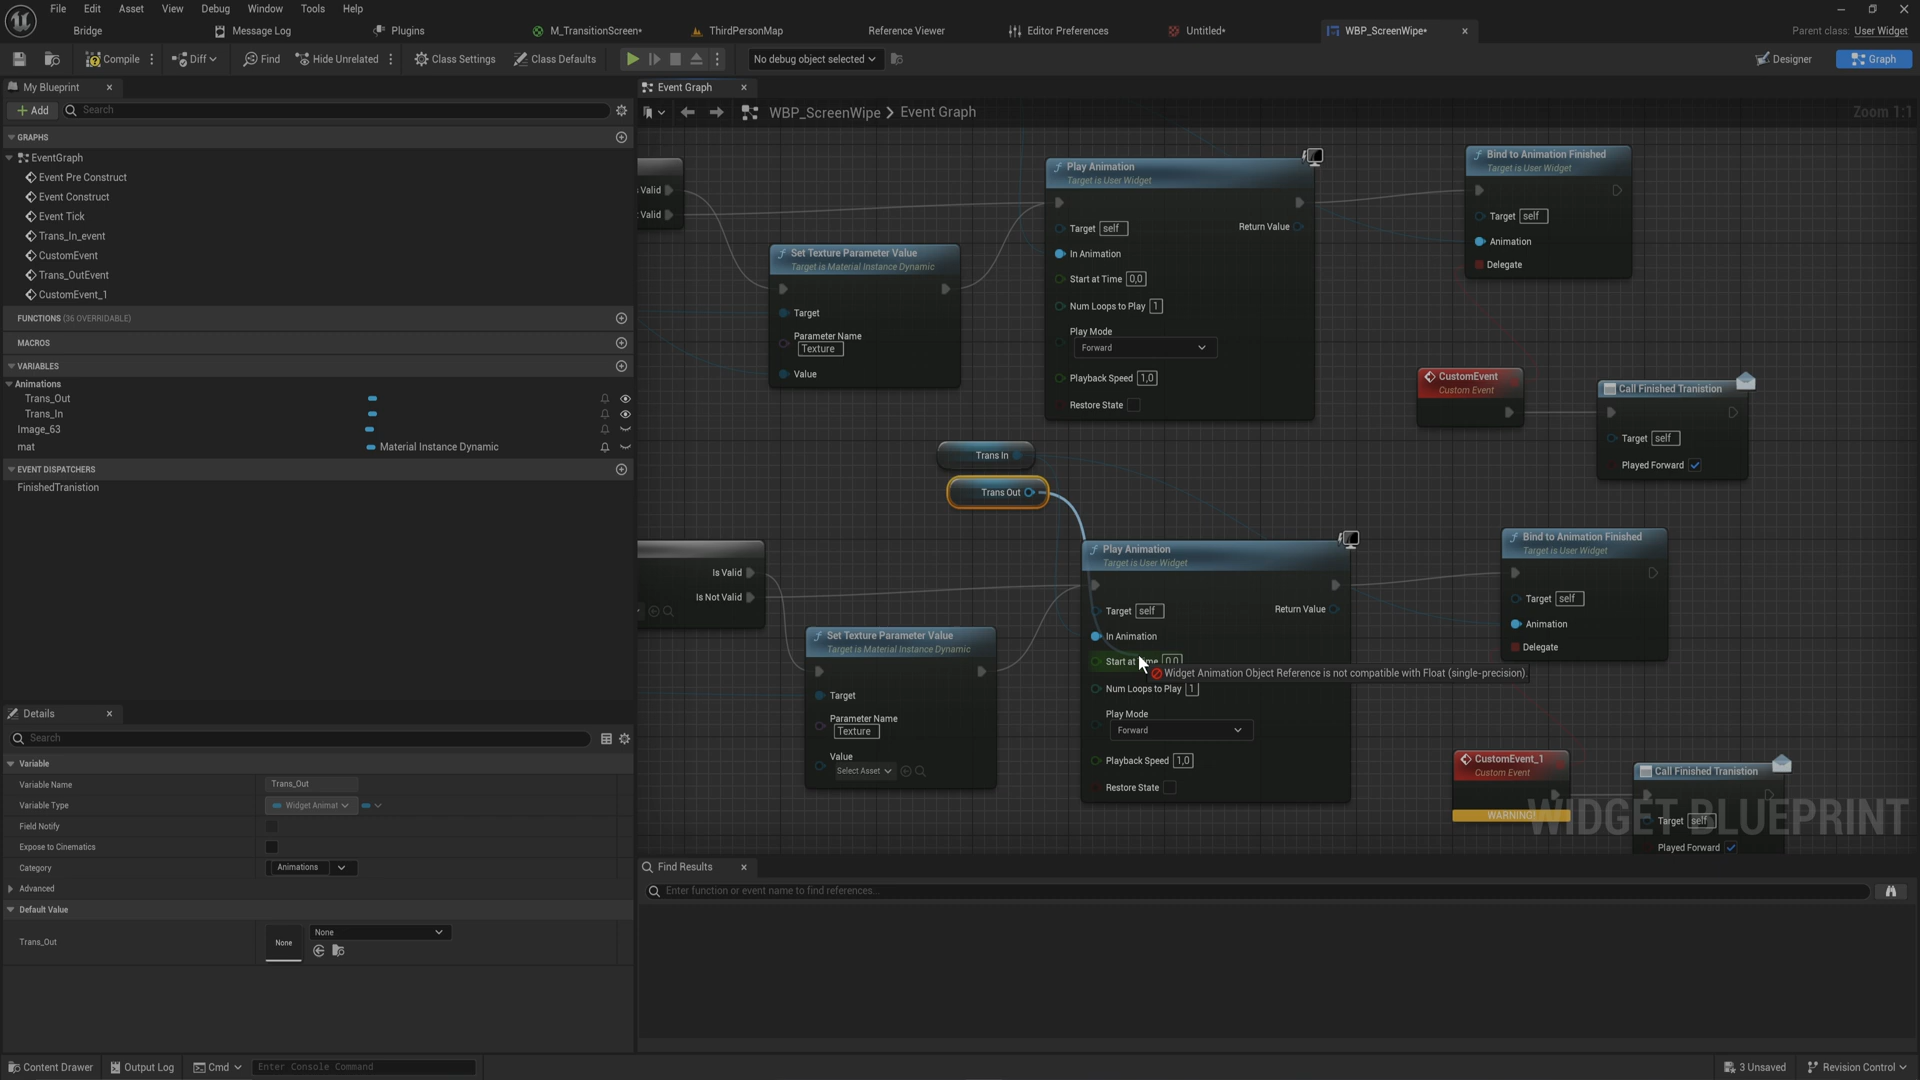 File Edit Asset View Debug Window Tools Help
Bridge Message Log Plugins M_TransitionScreen* ThirdPersonMap Reference Viewer Editor Preferences Untitled* WBP_ScreenWipe* Parent class: User Widget
Compile Diff Find Hide Unrelated Class Settings Class Defaults No debug object selected Designer Graph
My Blueprint
Add Search
GRAPHS
EventGraph
Event Pre Construct
Event Construct
Event Tick
Trans_In_event
CustomEvent
Trans_OutEvent
CustomEvent_1
FUNCTIONS (36 OVERRIDABLE)
MACROS
VARIABLES
Animations
Trans_Out
Trans_In
Image_63
mat Material Instance Dynamic
EVENT DISPATCHERS
FinishedTranistion
Details
Search
Variable
Variable Name Trans_Out
Variable Type Widget Animat
Field Notify
Expose to Cinematics
Category Animations
Advanced
Default Value
Trans_Out None None
Event Graph
WBP_ScreenWipe > Event Graph Zoom 1:1
Valid
Valid
Set Texture Parameter Value
Target is Material Instance Dynamic
Target
Parameter Name
Texture
Value
Play Animation
Target is User Widget
Target self
Return Value
In Animation
Start at Time 0,0
Num Loops to Play 1
Play Mode
Forward
Playback Speed 1,0
Restore State
Bind to Animation Finished
Target is User Widget
Target self
Animation
Delegate
CustomEvent
Custom Event
Call Finished Tranistion
Target self
Played Forward
Trans In
Trans Out
Is Valid
Is Not Valid
Set Texture Parameter Value
Target is Material Instance Dynamic
Target
Parameter Name
Texture
Value
Select Asset
Play Animation
Target is User Widget
Target self
Return Value
In Animation
Start at 0,0
Widget Animation Object Reference is not compatible with Float (single-precision).
Num Loops to Play 1
Play Mode
Forward
Playback Speed 1,0
Restore State
Bind to Animation Finished
Target is User Widget
Target self
Animation
Delegate
CustomEvent_1
Custom Event
WARNING!
Call Finished Tranistion
Target self
Played Forward
WIDGET BLUEPRINT
Find Results
Enter function or event name to find references...
Content Drawer Output Log Cmd Enter Console Command 3 Unsaved Revision Control